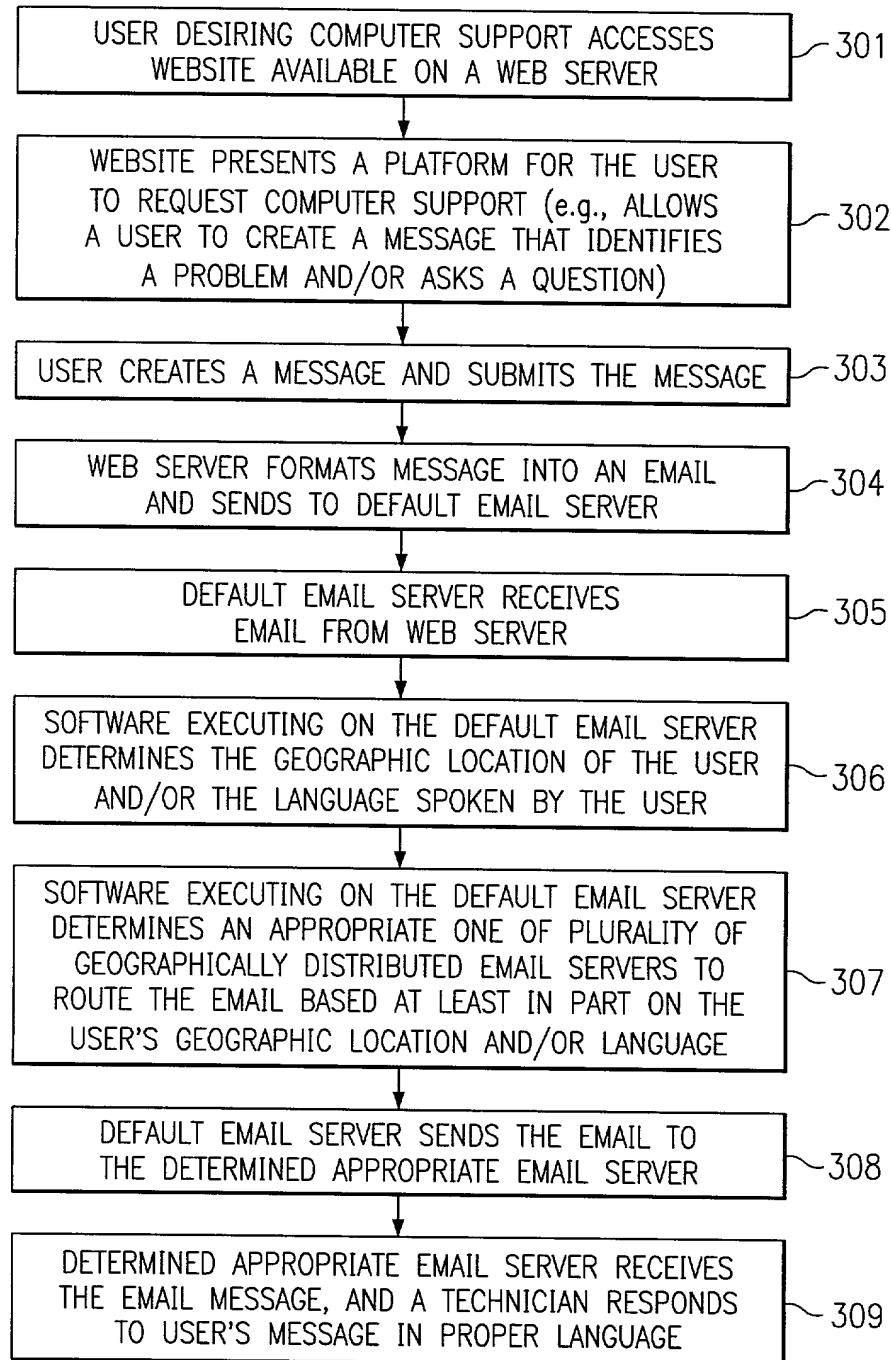 USER DESIRING COMPUTER SUPPORT ACCESSES
WEBSITE AVAILABLE ON A WEB SERVER
301
WEBSITE PRESENTS A PLATFORM FOR THE USER
TO REQUEST COMPUTER SUPPORT (e.g., ALLOWS
A USER TO CREATE A MESSAGE THAT IDENTIFIES
A PROBLEM AND/OR ASKS A QUESTION)
302
USER CREATES A MESSAGE AND SUBMITS THE MESSAGE
303
WEB SERVER FORMATS MESSAGE INTO AN EMAIL
AND SENDS TO DEFAULT EMAIL SERVER
304
DEFAULT EMAIL SERVER RECEIVES
EMAIL FROM WEB SERVER
305
SOFTWARE EXECUTING ON THE DEFAULT EMAIL SERVER
DETERMINES THE GEOGRAPHIC LOCATION OF THE USER
AND/OR THE LANGUAGE SPOKEN BY THE USER
306
SOFTWARE EXECUTING ON THE DEFAULT EMAIL SERVER
DETERMINES AN APPROPRIATE ONE OF PLURALITY OF
GEOGRAPHICALLY DISTRIBUTED EMAIL SERVERS TO
ROUTE THE EMAIL BASED AT LEAST IN PART ON THE
USER'S GEOGRAPHIC LOCATION AND/OR LANGUAGE
307
DEFAULT EMAIL SERVER SENDS THE EMAIL TO
THE DETERMINED APPROPRIATE EMAIL SERVER
308
DETERMINED APPROPRIATE EMAIL SERVER RECEIVES
THE EMAIL MESSAGE, AND A TECHNICIAN RESPONDS
TO USER'S MESSAGE IN PROPER LANGUAGE
309